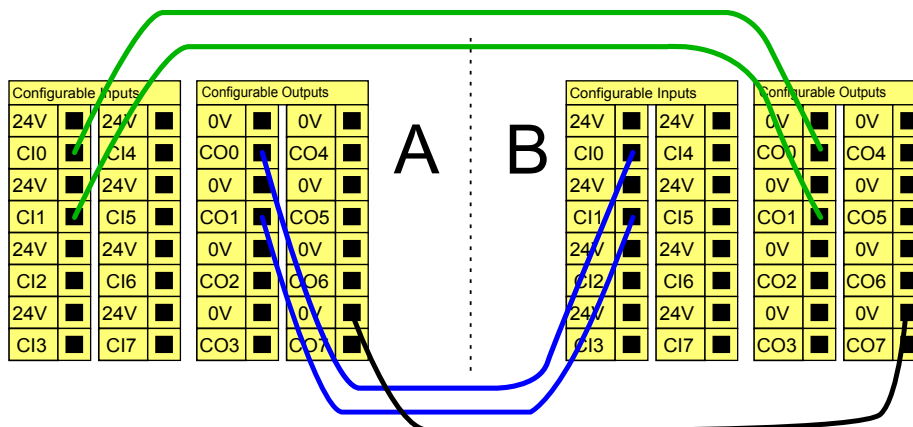 A B
Configurable Inputs Configurable Outputs Configurable Inputs Configurable Outputs
24V 24V 0V 0V 24V 24V 0V 0V
CI0 CI4 CO0 CO4 CI0 CI4 CO0 CO4
24V 24V 0V 0V 24V 24V 0V 0V
CI1 CI5 CO1 CO5 CI1 CI5 CO1 CO5
24V 24V 0V 0V 24V 24V 0V 0V
CI2 CI6 CO2 CO6 CI2 CI6 CO2 CO6
24V 24V 0V 0V 24V 24V 0V 0V
CI3 CI7 CO3 CO7 CI3 CI7 CO3 CO7